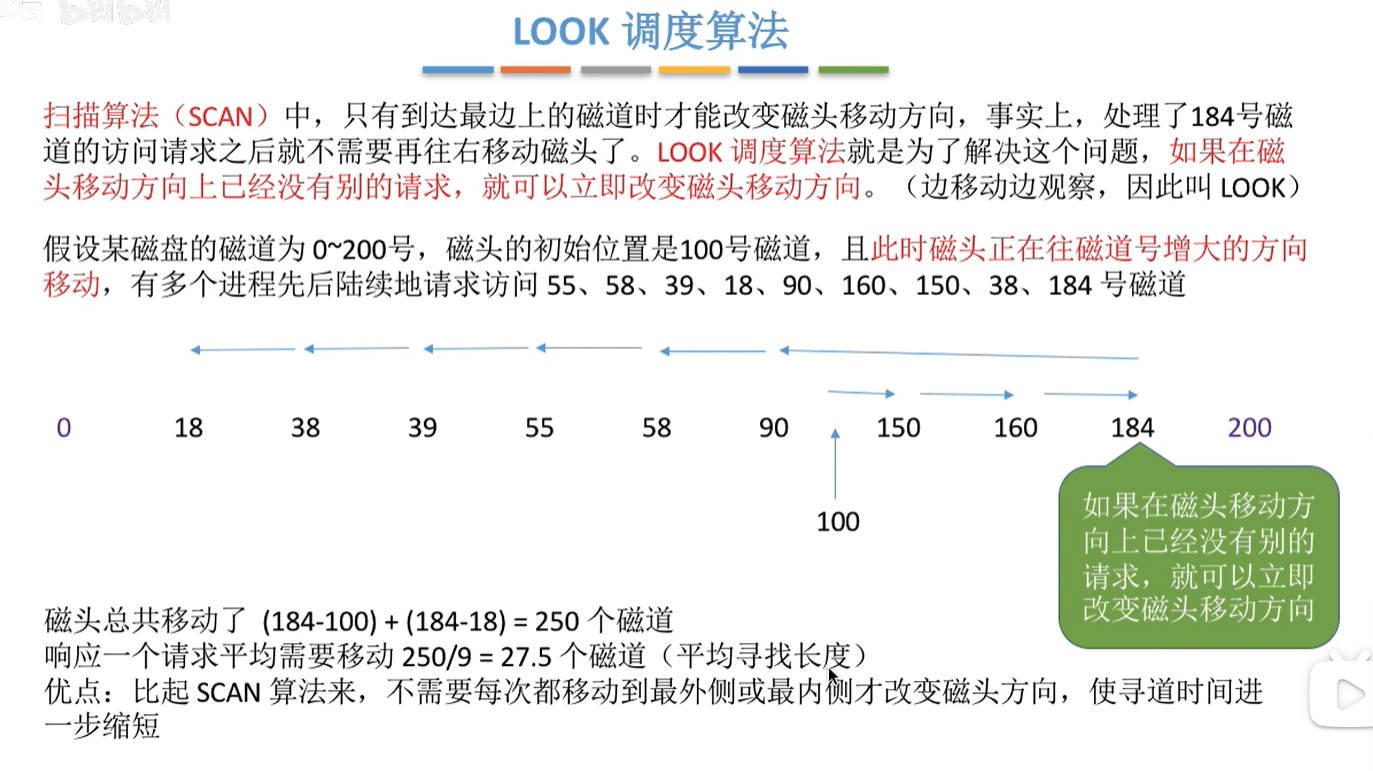 LOOK 调度算法
扫描算法（SCAN）中，只有到达最边上的磁道时才能改变磁头移动方向，事实上，处理了184号磁
道的访问请求之后就不需要再往右移动磁头了。LOOK 调度算法就是为了解决这个问题，如果在磁
头移动方向上已经没有别的请求，就可以立即改变磁头移动方向。（边移动边观察，因此叫 LOOK）
假设某磁盘的磁道为 0~200号，磁头的初始位置是100号磁道，且此时磁头正在往磁道号增大的方向
移动，有多个进程先后陆续地请求访问 55、58、39、18、90、160、150、38、184 号磁道
0 18 38 39 55 58 90 150 160 184 200
100
如果在磁头移动方
向上已经没有别的
请求，就可以立即
改变磁头移动方向
磁头总共移动了 (184-100) + (184-18) = 250 个磁道
响应一个请求平均需要移动 250/9 = 27.5 个磁道（平均寻找长度）
优点：比起 SCAN 算法来，不需要每次都移动到最外侧或最内侧才改变磁头方向，使寻道时间进
一步缩短